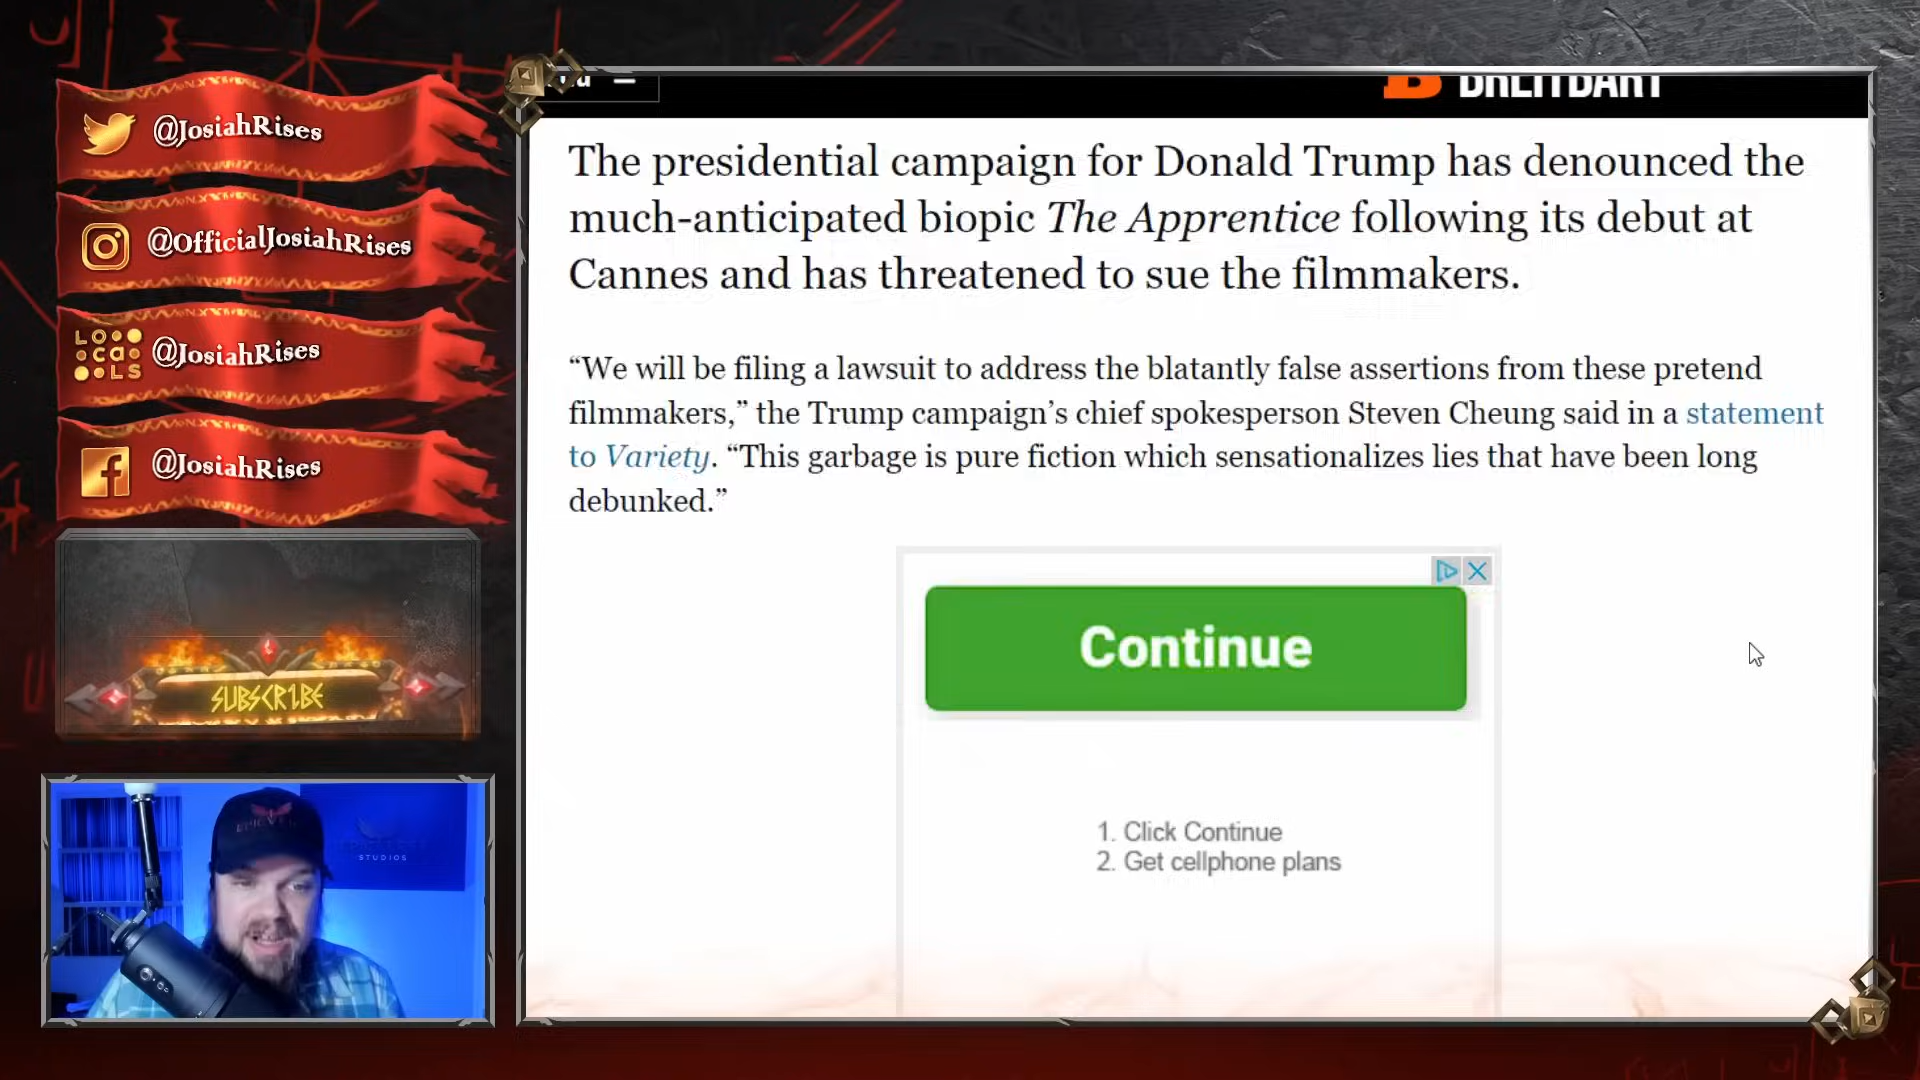 @JosiahRises
@OfficialJosiahRises
LOCALS
@JosiahRises
@JosiahRises
SUBSCR1BE
STUDIOS
BREITBART
The presidential campaign for Donald Trump has denounced the
much-anticipated biopic The Apprentice following its debut at
Cannes and has threatened to sue the filmmakers.
“We will be filing a lawsuit to address the blatantly false assertions from these pretend
filmmakers,” the Trump campaign’s chief spokesperson Steven Cheung said in a statement
to Variety. “This garbage is pure fiction which sensationalizes lies that have been long
debunked.”
Continue
1. Click Continue
2. Get cellphone plans